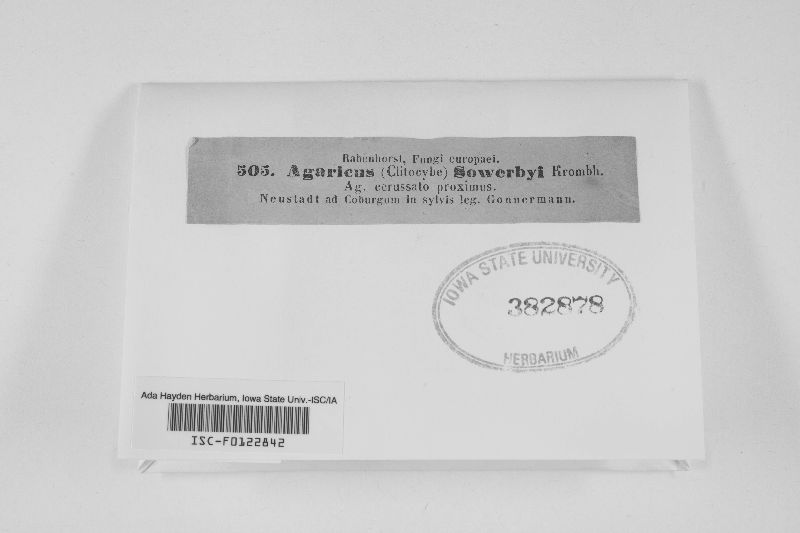 Rabenhorst, Fungi europaei.
505. Agaricus (Clitocybe) Sowerbyi Krombh.
Ag. cerussato proximus.
Neustadt ad Coburgum in sylvis leg. Gonnermann.
IOWA STATE UNIVERSITY
382878
HERBARIUM
Ada Hayden Herbarium, Iowa State Univ.-ISC/IA
ISC-F0122842